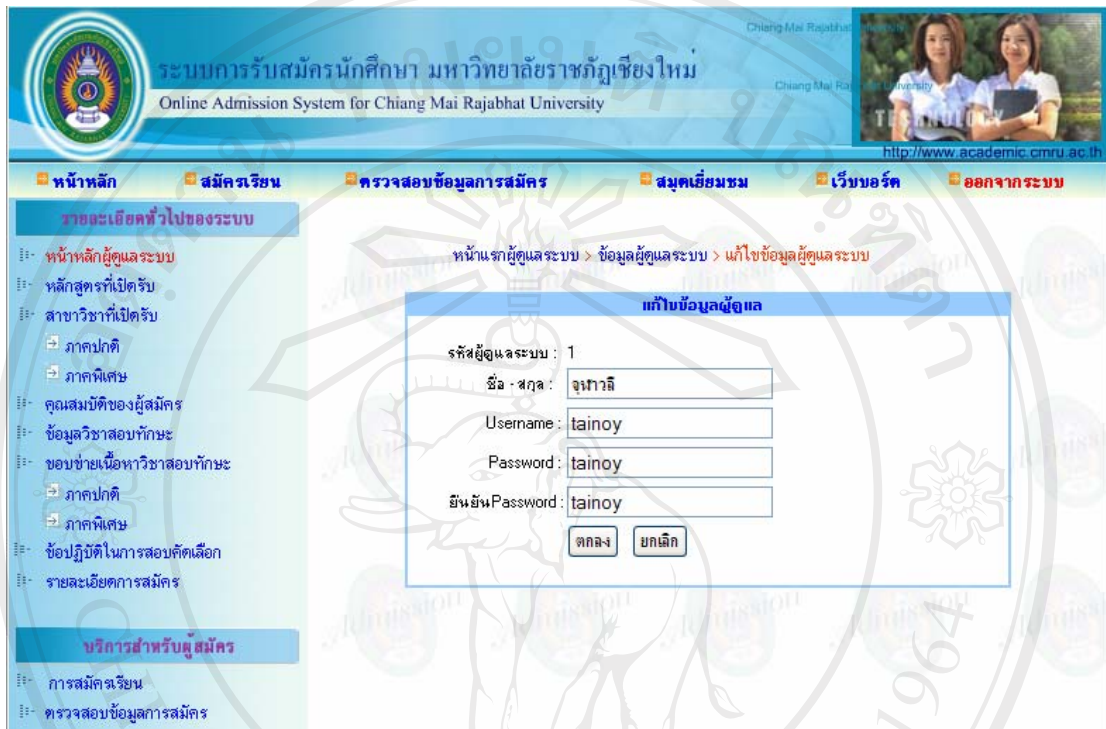 Chiang Mai Rajabhat
ระบบการรับสมัครนักศึกษา มหาวิทยาลัยราชภัฏเชียงใหม่
Online Admission System for Chiang Mai Rajabhat University
TECHNOLOGY
http://www.academic.cmru.ac.th
หน้าหลัก สมัครเรียน ตรวจสอบข้อมูลการสมัคร สมุดเยี่ยมชม เว็บบอร์ด ออกจากระบบ
รายละเอียดทั่วไปของระบบ
หน้าหลักผู้ดูแลระบบ
หลักสูตรที่เปิดรับ
สาขาวิชาที่เปิดรับ
ภาคปกติ
ภาคพิเศษ
คุณสมบัติของผู้สมัคร
ข้อมูลวิชาสอบทักษะ
ขอบข่ายเนื้อหาวิชาสอบทักษะ
ภาคปกติ
ภาคพิเศษ
ข้อปฏิบัติในการสอบคัดเลือก
รายละเอียดการสมัคร
บริการสำหรับผู้สมัคร
การสมัครเรียน
ตรวจสอบข้อมูลการสมัคร
หน้าแรกผู้ดูแลระบบ > ข้อมูลผู้ดูแลระบบ > แก้ไขข้อมูลผู้ดูแลระบบ
แก้ไขข้อมูลผู้ดูแล
รหัสผู้ดูแลระบบ : 1
ชื่อ - สกุล : จุฬาวลี
Username : tainoy
Password : tainoy
ยืนยันPassword : tainoy
ตกลง ยกเลิก
1964